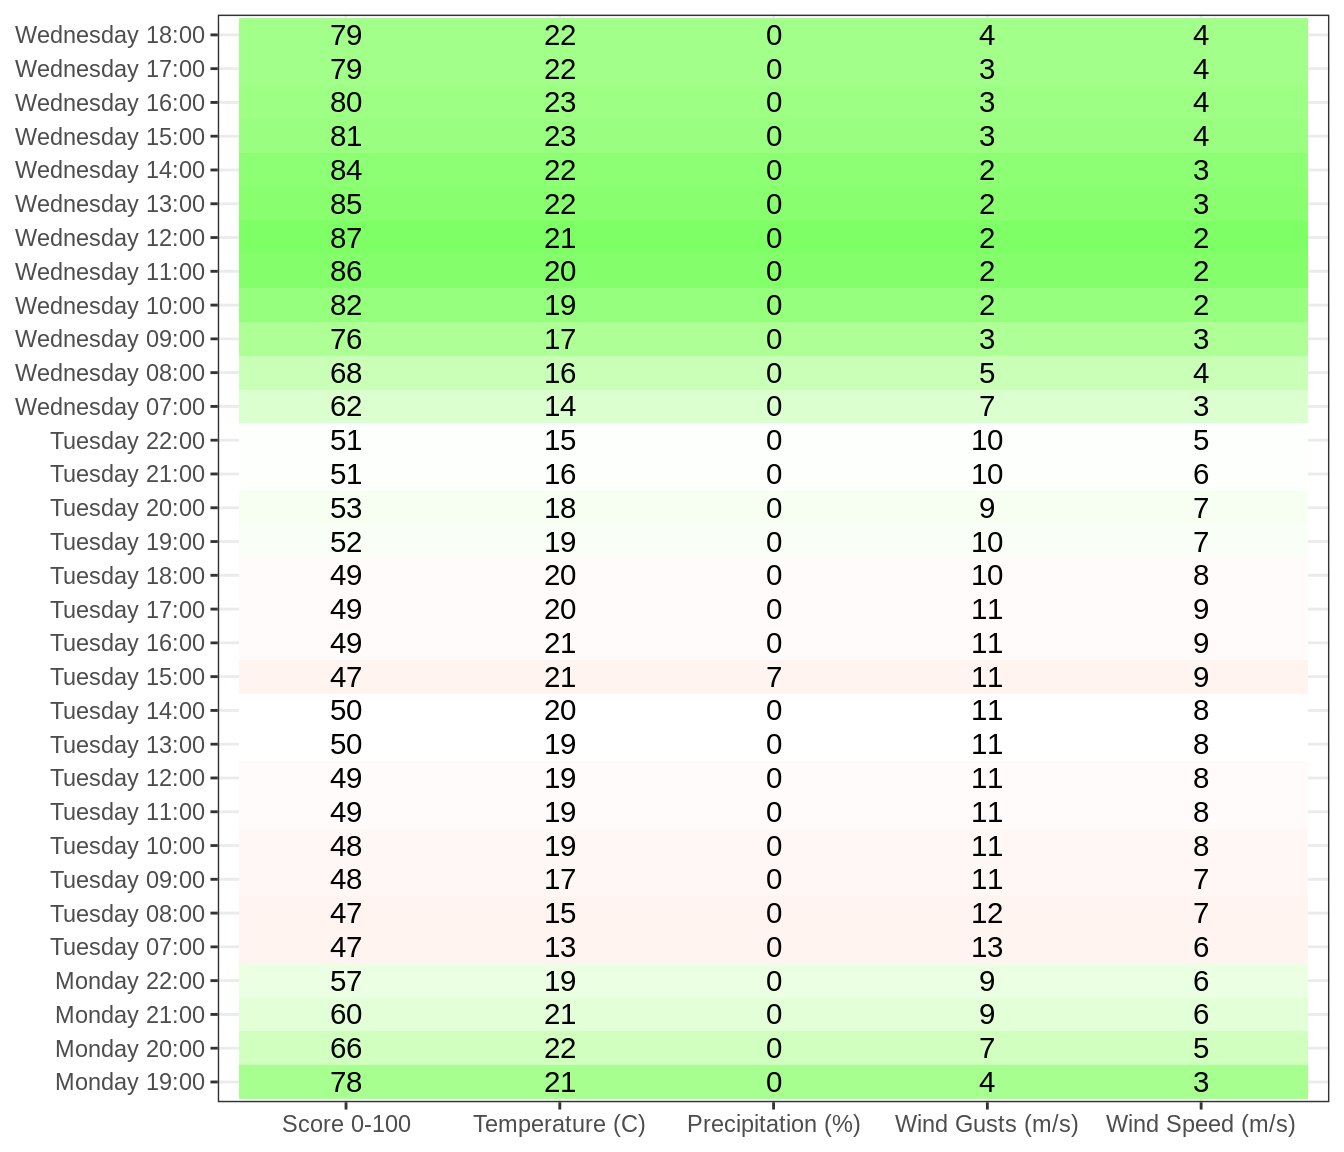 Wednesday 18:00 79 22 0 4 4
Wednesday 17:00 79 22 0 3 4
Wednesday 16:00 80 23 0 3 4
Wednesday 15:00 81 23 0 3 4
Wednesday 14:00 84 22 0 2 3
Wednesday 13:00 85 22 0 2 3
Wednesday 12:00 87 21 0 2 2
Wednesday 11:00 86 20 0 2 2
Wednesday 10:00 82 19 0 2 2
Wednesday 09:00 76 17 0 3 3
Wednesday 08:00 68 16 0 5 4
Wednesday 07:00 62 14 0 7 3
Tuesday 22:00 51 15 0 10 5
Tuesday 21:00 51 16 0 10 6
Tuesday 20:00 53 18 0 9 7
Tuesday 19:00 52 19 0 10 7
Tuesday 18:00 49 20 0 10 8
Tuesday 17:00 49 20 0 11 9
Tuesday 16:00 49 21 0 11 9
Tuesday 15:00 47 21 7 11 9
Tuesday 14:00 50 20 0 11 8
Tuesday 13:00 50 19 0 11 8
Tuesday 12:00 49 19 0 11 8
Tuesday 11:00 49 19 0 11 8
Tuesday 10:00 48 19 0 11 8
Tuesday 09:00 48 17 0 11 7
Tuesday 08:00 47 15 0 12 7
Tuesday 07:00 47 13 0 13 6
Monday 22:00 57 19 0 9 6
Monday 21:00 60 21 0 9 6
Monday 20:00 66 22 0 7 5
Monday 19:00 78 21 0 4 3
Score 0-100 Temperature (C) Precipitation (%) Wind Gusts (m/s) Wind Speed (m/s)